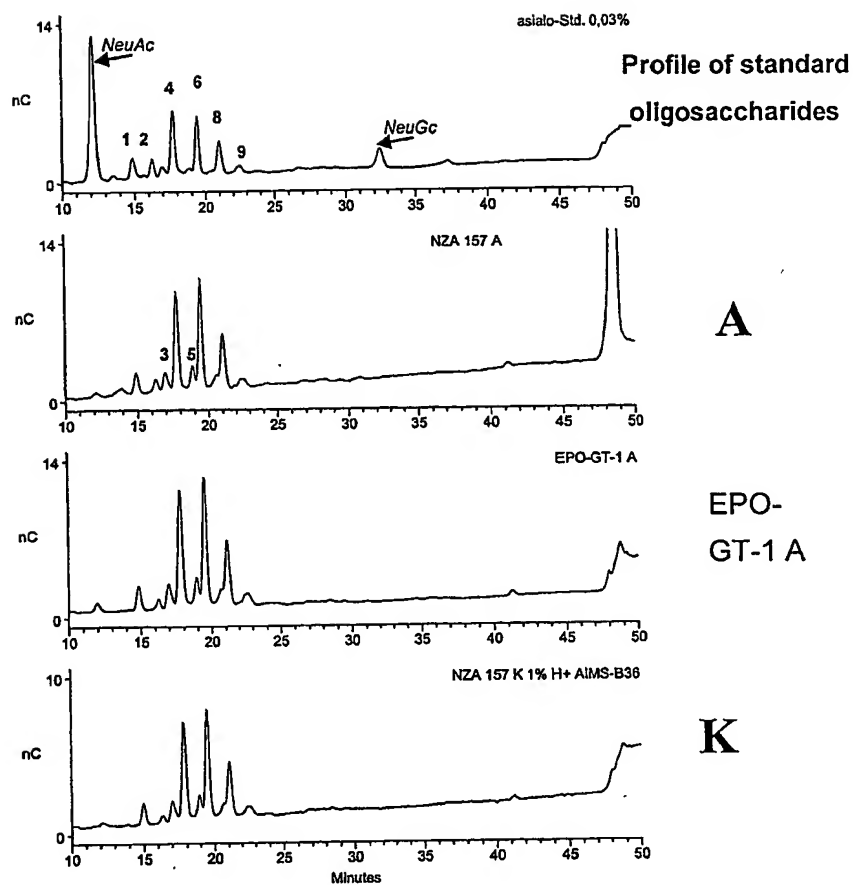 asialo-Std. 0,03%
14
NeuAc
Profile of standard
oligosaccharides
nC
1 2 4 6 8 9
NeuGc
0
10 15 20 25 30 35 40 45 50
NZA 157 A
14
nC
A
3 5
0
10 15 20 25 30 35 40 45 50
EPO-GT-1 A
14
nC
EPO-
GT-1 A
0
10 15 20 25 30 35 40 45 50
NZA 157 K 1% H+ AIMS-B36
10
nC
K
0
10 15 20 25 30 35 40 45 50
Minutes